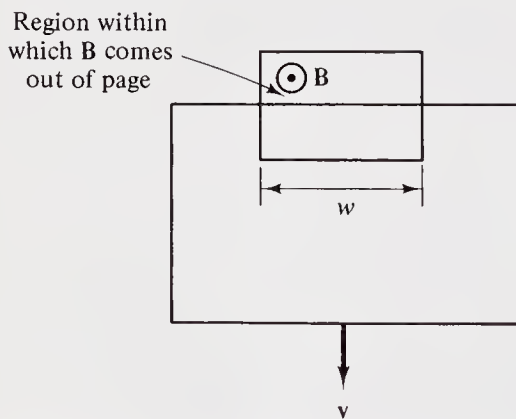 Region within
which B comes
out of page
B
w
v